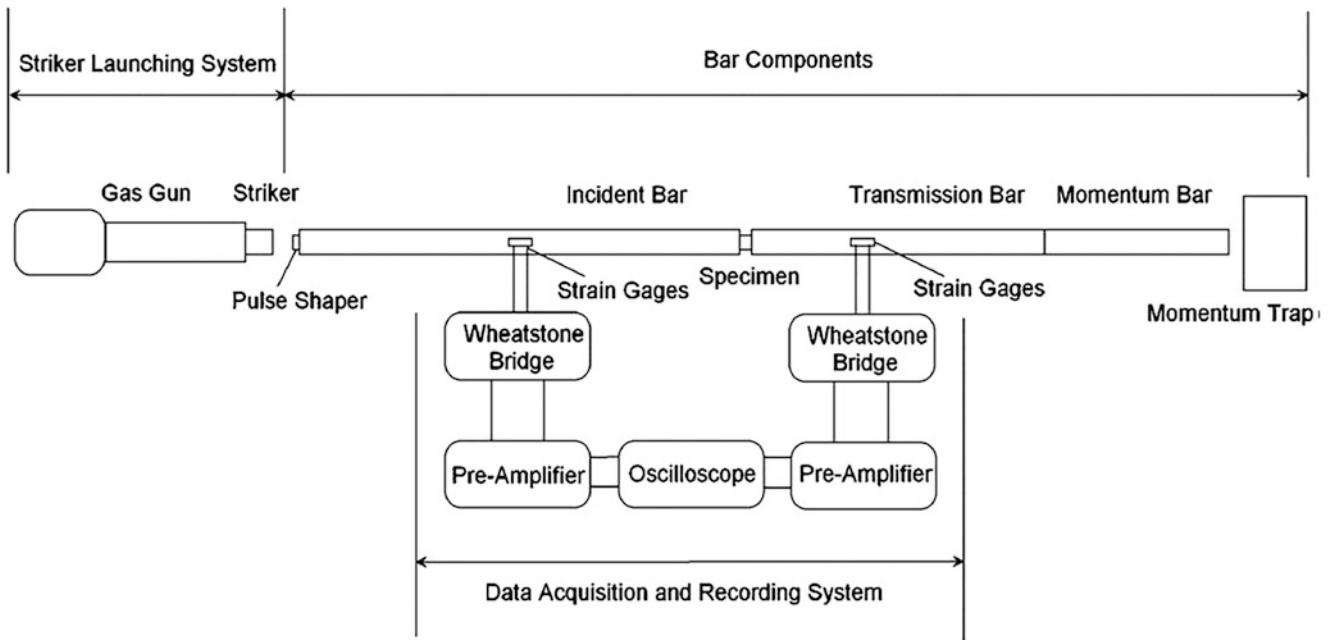 Striker Launching System
Bar Components
Gas Gun
Striker
Incident Bar
Transmission Bar
Momentum Bar
Pulse Shaper
Strain Gages
Specimen
Strain Gages
Momentum Trap
Wheatstone
Bridge
Wheatstone
Bridge
Pre-Amplifier
Oscilloscope
Pre-Amplifier
Data Acquisition and Recording System